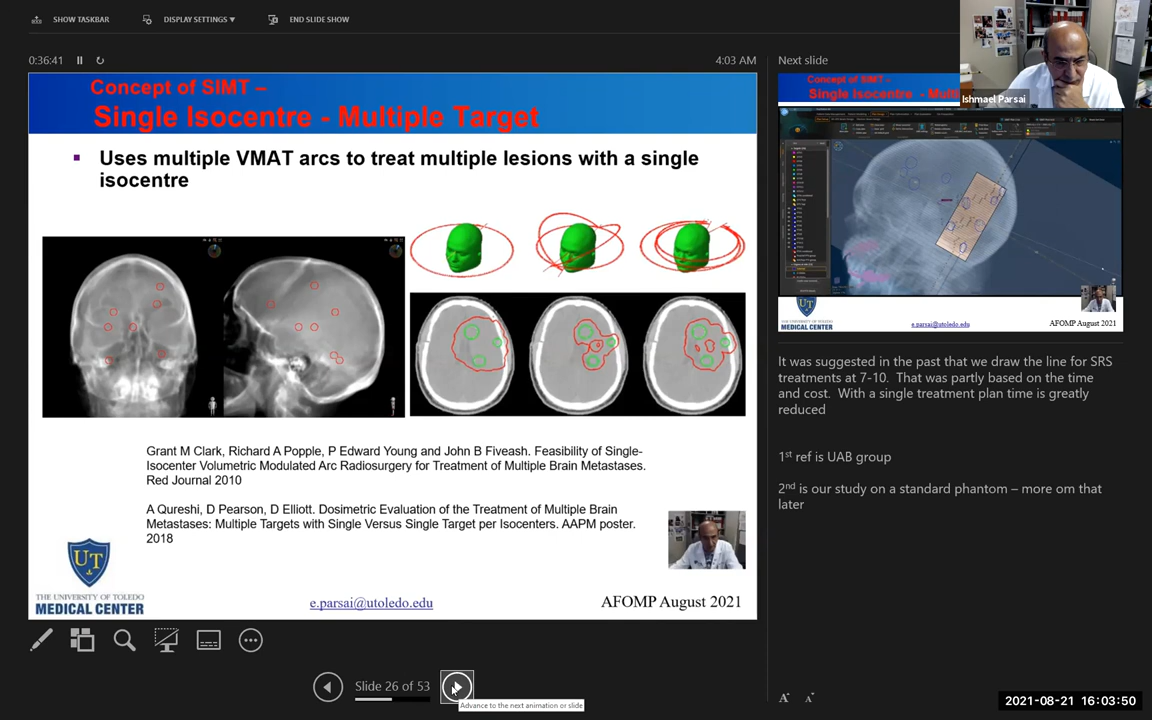 SHOW TASKBAR
DISPLAY SETTINGS ▼
END SLIDE SHOW
0:36:41
4:03 AM
Concept of SIMT –
Single Isocentre - Multiple Target
Uses multiple VMAT arcs to treat multiple lesions with a single
isocentre
Grant M Clark, Richard A Popple, P Edward Young and John B Fiveash. Feasibility of Single-
Isocenter Volumetric Modulated Arc Radiosurgery for Treatment of Multiple Brain Metastases.
Red Journal 2010
A Qureshi, D Pearson, D Elliott. Dosimetric Evaluation of the Treatment of Multiple Brain
Metastases: Multiple Targets with Single Versus Single Target per Isocenters. AAPM poster.
2018
UT
THE UNIVERSITY OF TOLEDO
MEDICAL CENTER
e.parsai@utoledo.edu
AFOMP August 2021
Slide 26 of 53
Advance to the next animation or slide
Next slide
Ishmael Parsai
Concept of SIMT –
Single Isocentre - Mult
UT
THE UNIVERSITY OF TOLEDO
MEDICAL CENTER
e.parsai@utoledo.edu
AFOMP August 2021
It was suggested in the past that we draw the line for SRS
treatments at 7-10. That was partly based on the time
and cost. With a single treatment plan time is greatly
reduced
1st ref is UAB group
2nd is our study on a standard phantom – more om that
later
2021-08-21 16:03:50